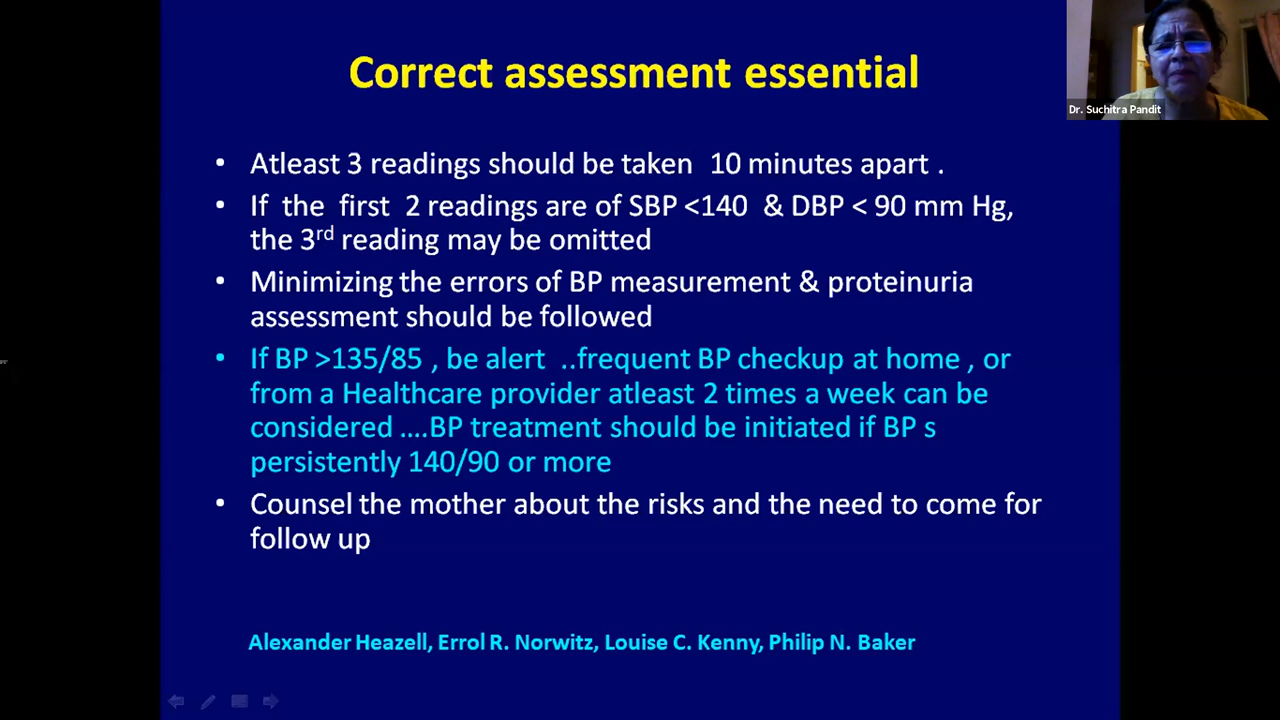 Correct assessment essential
Dr. Suchitra Pandit
• Atleast 3 readings should be taken 10 minutes apart .
• If the first 2 readings are of SBP <140 & DBP < 90 mm Hg,
the 3rd reading may be omitted
• Minimizing the errors of BP measurement & proteinuria
assessment should be followed
• If BP >135/85 , be alert ..frequent BP checkup at home , or
from a Healthcare provider atleast 2 times a week can be
considered ....BP treatment should be initiated if BP s
persistently 140/90 or more
• Counsel the mother about the risks and the need to come for
follow up
Alexander Heazell, Errol R. Norwitz, Louise C. Kenny, Philip N. Baker